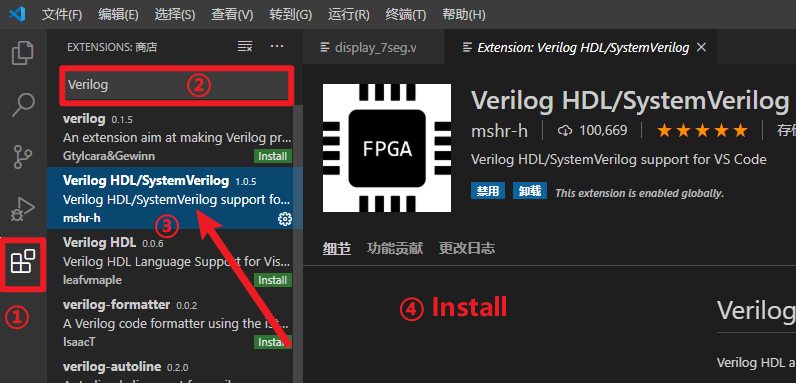 文件(F) 编辑(E) 选择(S) 查看(V) 转到(G) 运行(R) 终端(T) 帮助(H)
EXTENSIONS: 商店
display_7seg.v
Extension: Verilog HDL/SystemVerilog
Verilog
②
verilog 0.1.5
An extension aim at making Verilog pr...
Gtylcara&Gewinn Install
Verilog HDL/SystemVerilog 1.0.5
Verilog HDL/SystemVerilog support fo...
mshr-h
③
Verilog HDL 0.0.6
Verilog HDL Language Support for Vis...
leafvmaple Install
verilog-formatter 0.0.2
A Verilog code formatter using the ist...
IsaacT Install
verilog-autoline 0.2.0
①
FPGA
Verilog HDL/SystemVerilog
mshr-h 100,669 ★★★★★
Verilog HDL/SystemVerilog support for VS Code
禁用 卸载 This extension is enabled globally.
细节 功能贡献 更改日志
④ Install
Verilog
Verilog HDL a